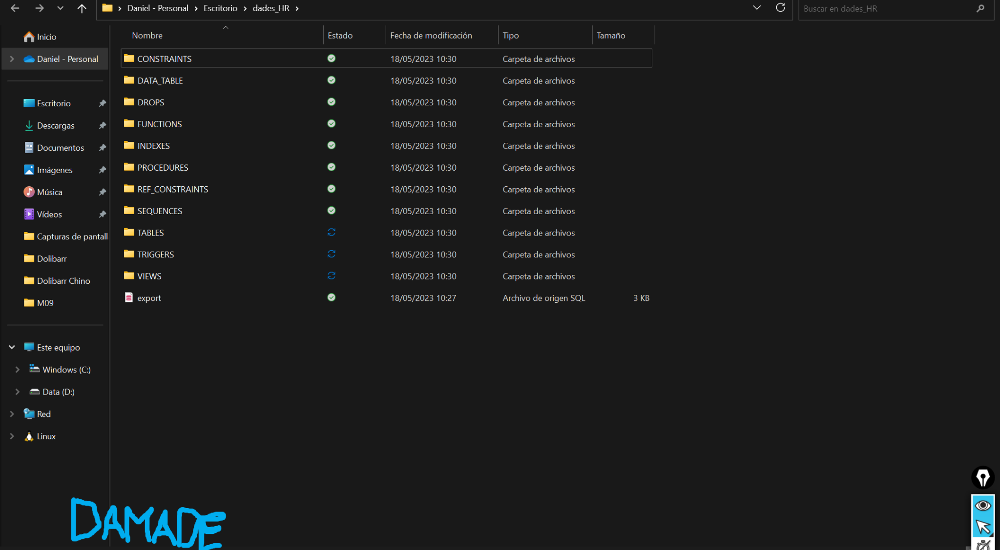 Daniel - Personal › Escritorio › dades_HR ›
Buscar en dades_HR
Inicio
Daniel - Personal
Escritorio
Descargas
Documentos
Imágenes
Música
Vídeos
Capturas de pantall
Dolibarr
Dolibarr Chino
M09
Este equipo
Windows (C:)
Data (D:)
Red
Linux
Nombre Estado Fecha de modificación Tipo Tamaño
CONSTRAINTS 18/05/2023 10:30 Carpeta de archivos
DATA_TABLE 18/05/2023 10:30 Carpeta de archivos
DROPS 18/05/2023 10:30 Carpeta de archivos
FUNCTIONS 18/05/2023 10:30 Carpeta de archivos
INDEXES 18/05/2023 10:30 Carpeta de archivos
PROCEDURES 18/05/2023 10:30 Carpeta de archivos
REF_CONSTRAINTS 18/05/2023 10:30 Carpeta de archivos
SEQUENCES 18/05/2023 10:30 Carpeta de archivos
TABLES 18/05/2023 10:30 Carpeta de archivos
TRIGGERS 18/05/2023 10:30 Carpeta de archivos
VIEWS 18/05/2023 10:30 Carpeta de archivos
export 18/05/2023 10:27 Archivo de origen SQL 3 KB
DAMADE